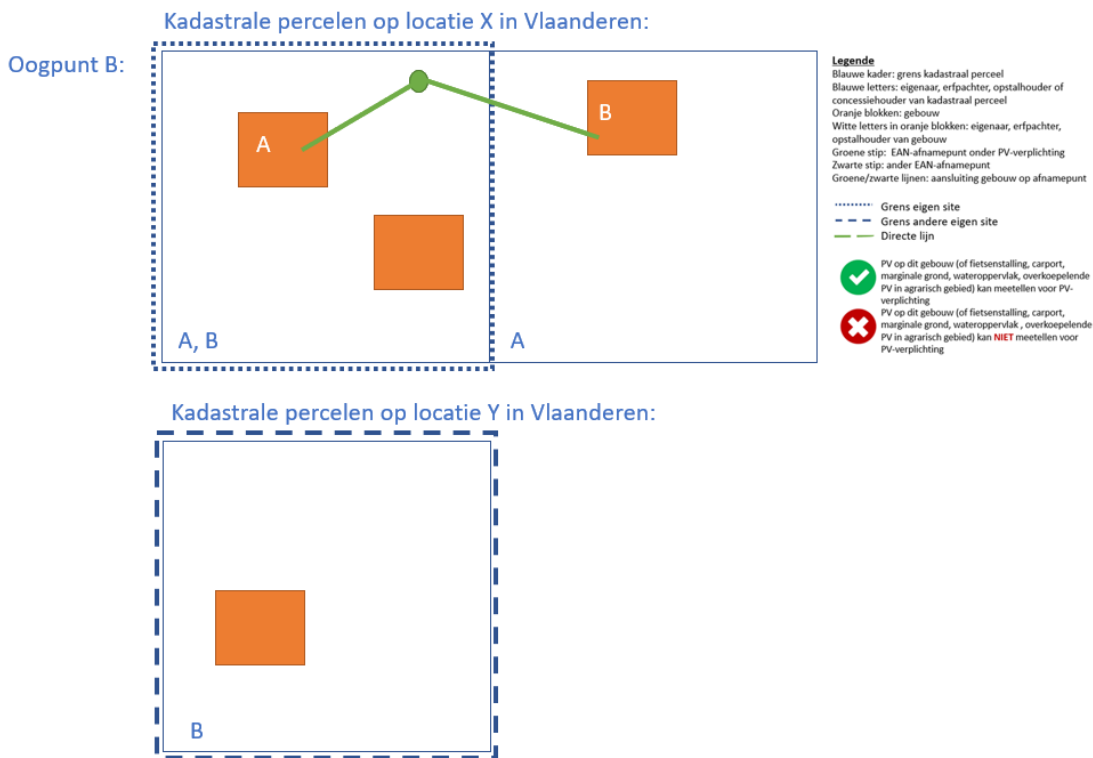 Kadastrale percelen op locatie X in Vlaanderen:
Oogpunt B:
A
B
A, B
A
Legende
Blauwe kader: grens kadastraal perceel
Blauwe letters: eigenaar, erfpachter, opstalhouder of
concessiehouder van kadastraal perceel
Oranje blokken: gebouw
Witte letters in oranje blokken: eigenaar, erfpachter,
opstalhouder van gebouw
Groene stip: EAN-afnamepunt onder PV-verplichting
Zwarte stip: ander EAN-afnamepunt
Groene/zwarte lijnen: aansluiting gebouw op afnamepunt
Grens eigen site
Grens andere eigen site
Directe lijn
PV op dit gebouw (of fietsenstalling, carport,
marginale grond, wateroppervlak, overkoepelende
PV in agrarisch gebied) kan meetellen voor PV-
verplichting
PV op dit gebouw (of fietsenstalling, carport,
marginale grond, wateroppervlak , overkoepelende
PV in agrarisch gebied) kan NIET meetellen voor
PV-verplichting
Kadastrale percelen op locatie Y in Vlaanderen:
B